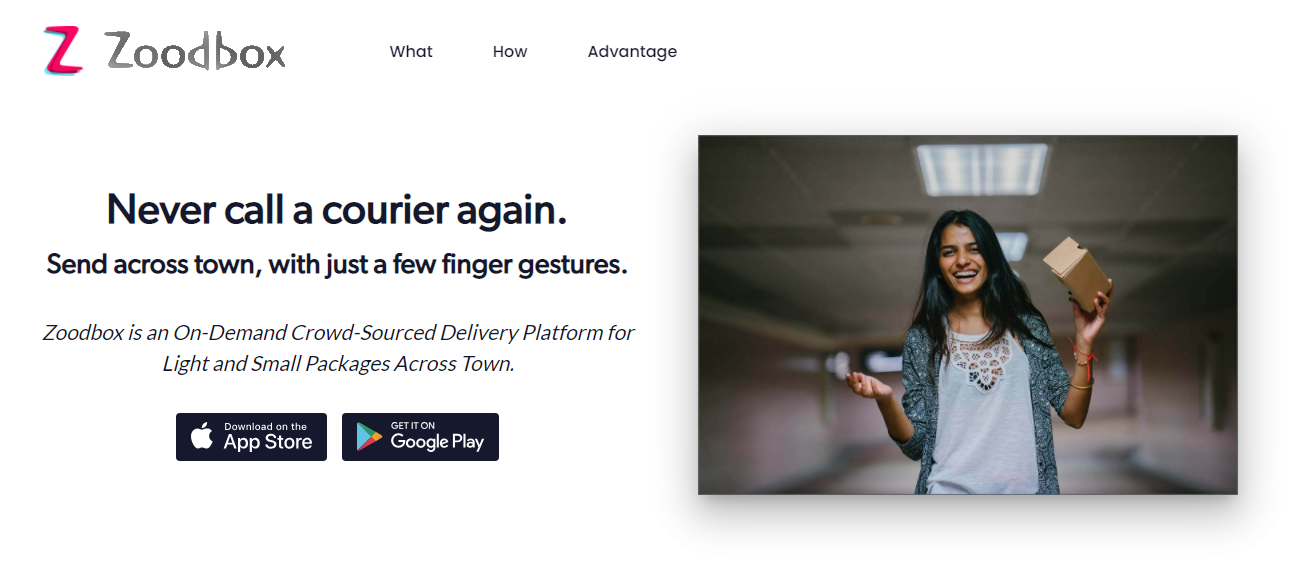 Z Zoodbox
What
How
Advantage
Never call a courier again.
Send across town, with just a few finger gestures.
Zoodbox is an On-Demand Crowd-Sourced Delivery Platform for
Light and Small Packages Across Town.
Download on the
App Store
GET IT ON
Google Play